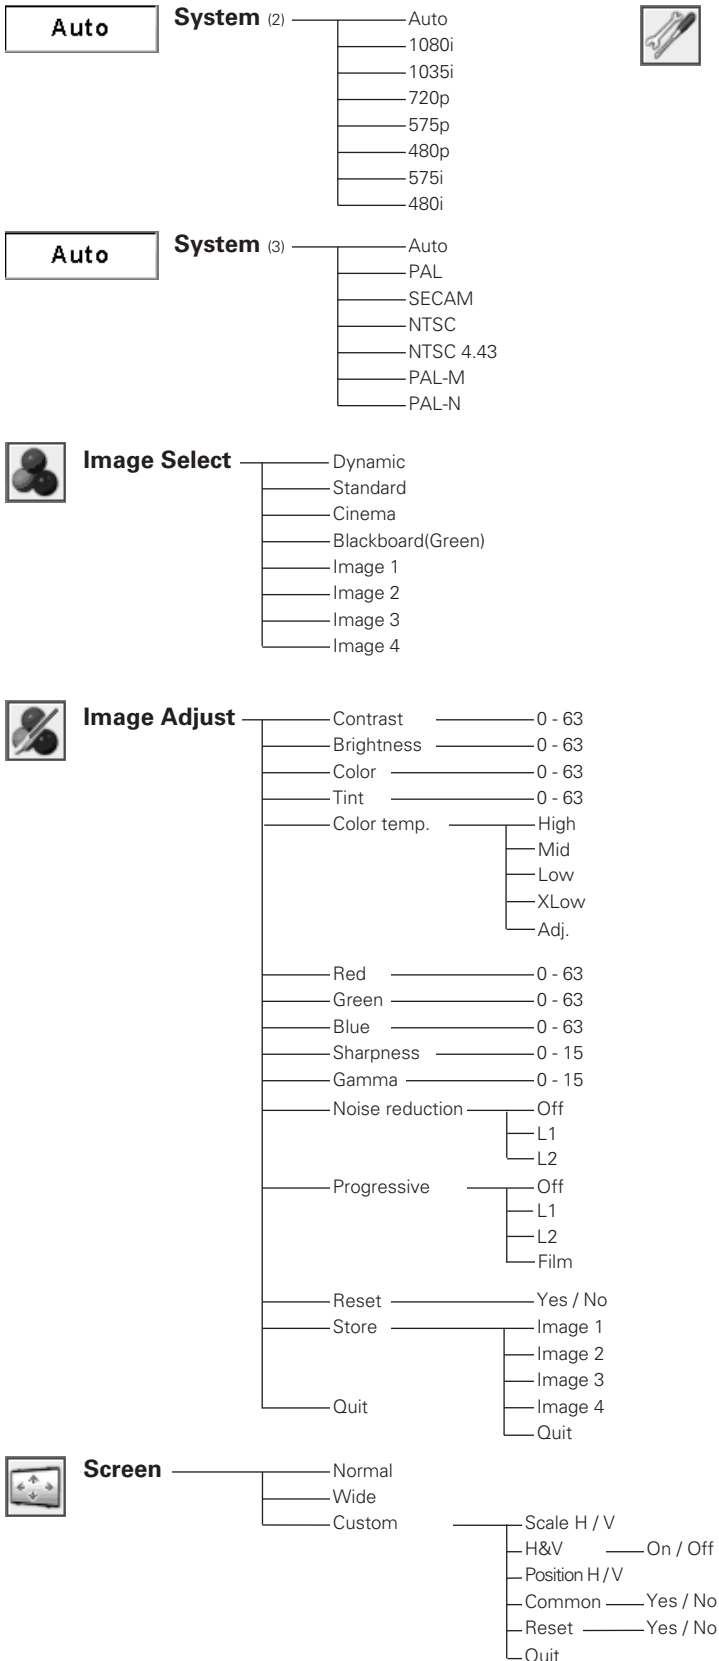 Auto
System (2)
Auto
1080i
1035i
720p
575p
480p
575i
480i
Auto
System (3)
Auto
PAL
SECAM
NTSC
NTSC 4.43
PAL-M
PAL-N
Image Select
Dynamic
Standard
Cinema
Blackboard(Green)
Image 1
Image 2
Image 3
Image 4
Image Adjust
Contrast 0 - 63
Brightness 0 - 63
Color 0 - 63
Tint 0 - 63
Color temp. High
Mid
Low
XLow
Adj.
Red 0 - 63
Green 0 - 63
Blue 0 - 63
Sharpness 0 - 15
Gamma 0 - 15
Noise reduction Off
L1
L2
Progressive Off
L1
L2
Film
Reset Yes / No
Store Image 1
Image 2
Image 3
Quit Image 4
Quit
Screen
Normal
Wide
Custom Scale H / V
H&V On / Off
Position H / V
Common Yes / No
Reset Yes / No
Quit